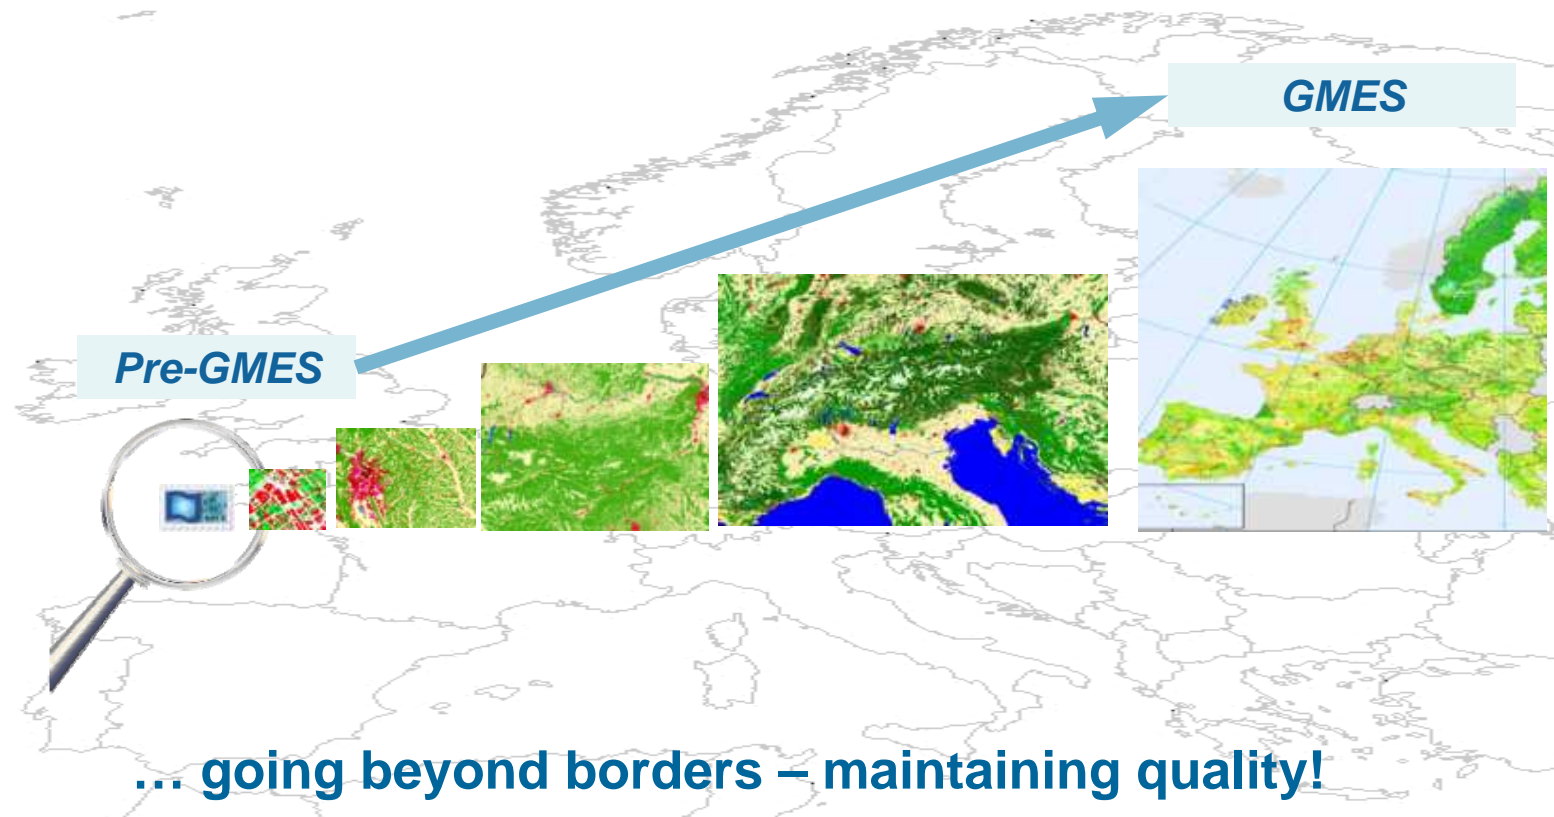 GMES
Pre-GMES
… going beyond borders – maintaining quality!